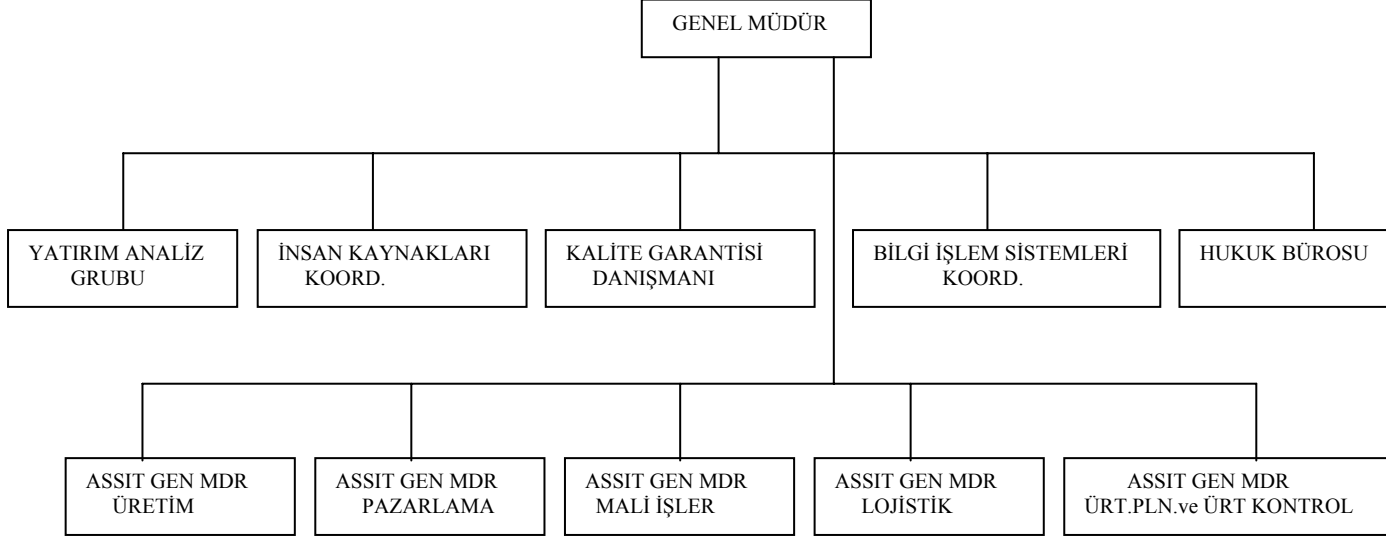 GENEL MÜDÜR
YATIRIM ANALİZ
GRUBU
İNSAN KAYNAKLARI
KOORD.
KALİTE GARANTİSİ
DANIŞMANI
BİLGİ İŞLEM SİSTEMLERİ
KOORD.
HUKUK BÜROSU
ASSIT GEN MDR
ÜRETİM
ASSIT GEN MDR
PAZARLAMA
ASSIT GEN MDR
MALİ İŞLER
ASSIT GEN MDR
LOJİSTİK
ASSIT GEN MDR
ÜRT.PLN.ve ÜRT KONTROL